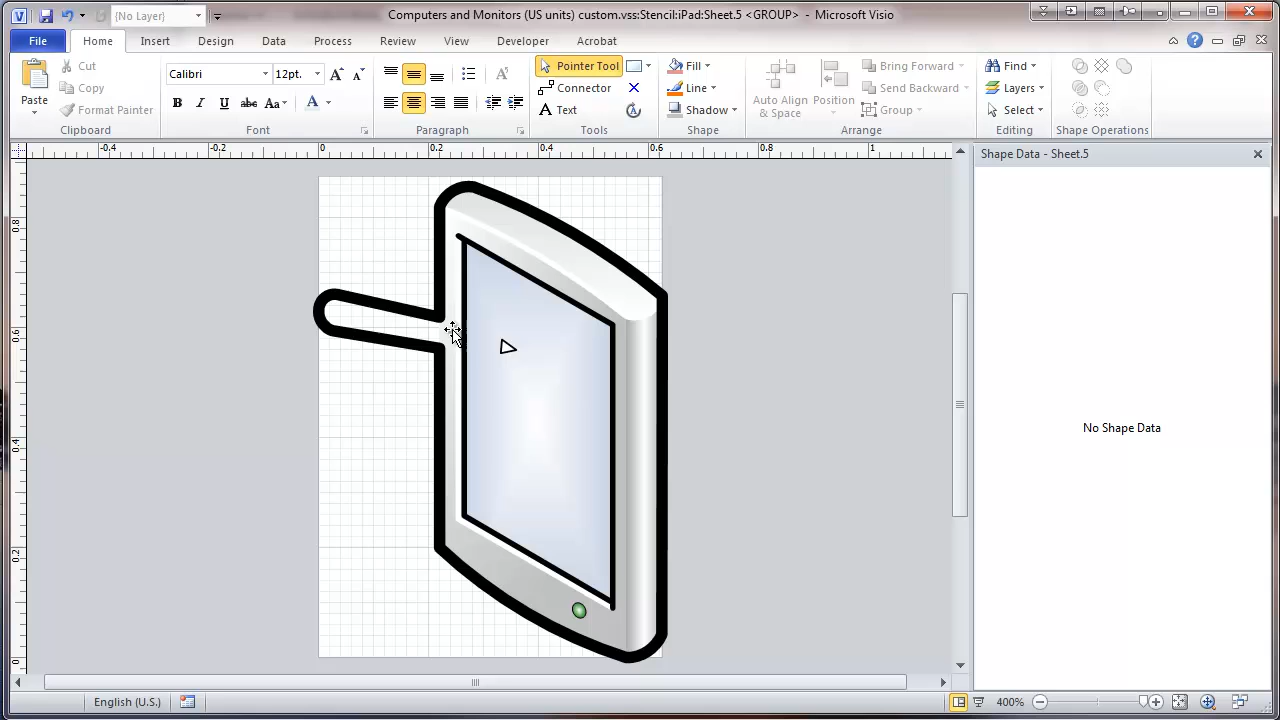 {No Layer}
Computers and Monitors (US units) custom.vss:Stencil:iPad:Sheet.5 <GROUP> - Microsoft Visio
File Home Insert Design Data Process Review View Developer Acrobat
Paste
Cut
Copy
Format Painter
Clipboard
Calibri 12pt.
abc Aa
Font
Paragraph
Pointer Tool
Connector
Text
Tools
Fill
Line
Shadow
Shape
Auto Align & Space
Position
Bring Forward
Send Backward
Group
Arrange
Find
Layers
Select
Editing
Shape Operations
-0.4 -0.2 0 0.2 0.4 0.6 0.8 1
0.8
0.6
0.4
0.2
0
Shape Data - Sheet.5
No Shape Data
English (U.S.)
400%